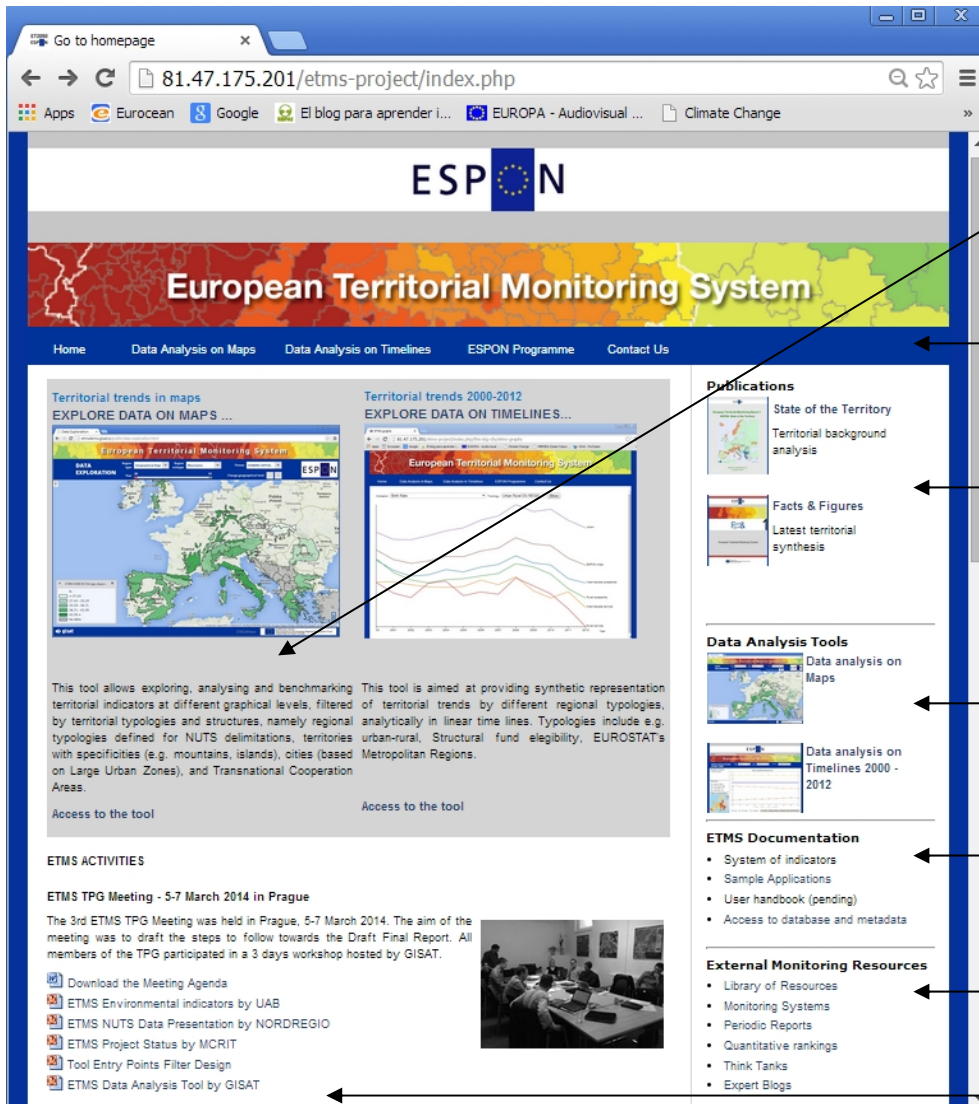 Go to homepage
81.47.175.201/etms-project/index.php
Apps
Eurocean
Google
El blog para aprender i...
EUROPA - Audiovisual ...
Climate Change
»
ESPON
European Territorial Monitoring System
Home
Data Analysis on Maps
Data Analysis on Timelines
ESPON Programme
Contact Us
Territorial trends in maps
EXPLORE DATA ON MAPS ...
European Territorial Monitoring System
DATA
EXPLORATION
ESPON
This tool allows exploring, analysing and benchmarking
territorial indicators at different graphical levels, filtered
by territorial typologies and structures, namely regional
typologies defined for NUTS delimitations, territories
with specificities (e.g. mountains, islands), cities (based
on Large Urban Zones), and Transnational Cooperation
Areas.
Access to the tool
Territorial trends 2000-2012
EXPLORE DATA ON TIMELINES...
European Territorial Monitoring System
This tool is aimed at providing synthetic representation
of territorial trends by different regional typologies,
analytically in linear time lines. Typologies include e.g.
urban-rural, Structural fund elegibility, EUROSTAT's
Metropolitan Regions.
Access to the tool
ETMS ACTIVITIES
ETMS TPG Meeting - 5-7 March 2014 in Prague
The 3rd ETMS TPG Meeting was held in Prague, 5-7 March 2014. The aim of the
meeting was to draft the steps to follow towards the Draft Final Report. All
members of the TPG participated in a 3 days workshop hosted by GISAT.
Download the Meeting Agenda
ETMS Environmental indicators by UAB
ETMS NUTS Data Presentation by NORDREGIO
ETMS Project Status by MCRIT
Tool Entry Points Filter Design
ETMS Data Analysis Tool by GISAT
Publications
State of the Territory
Territorial background
analysis
Facts & Figures
Latest territorial
synthesis
Data Analysis Tools
Data analysis on
Maps
Data analysis on
Timelines 2000 -
2012
ETMS Documentation
• System of indicators
• Sample Applications
• User handbook (pending)
• Access to database and metadata
External Monitoring Resources
• Library of Resources
• Monitoring Systems
• Periodic Reports
• Quantitative rankings
• Think Tanks
• Expert Blogs